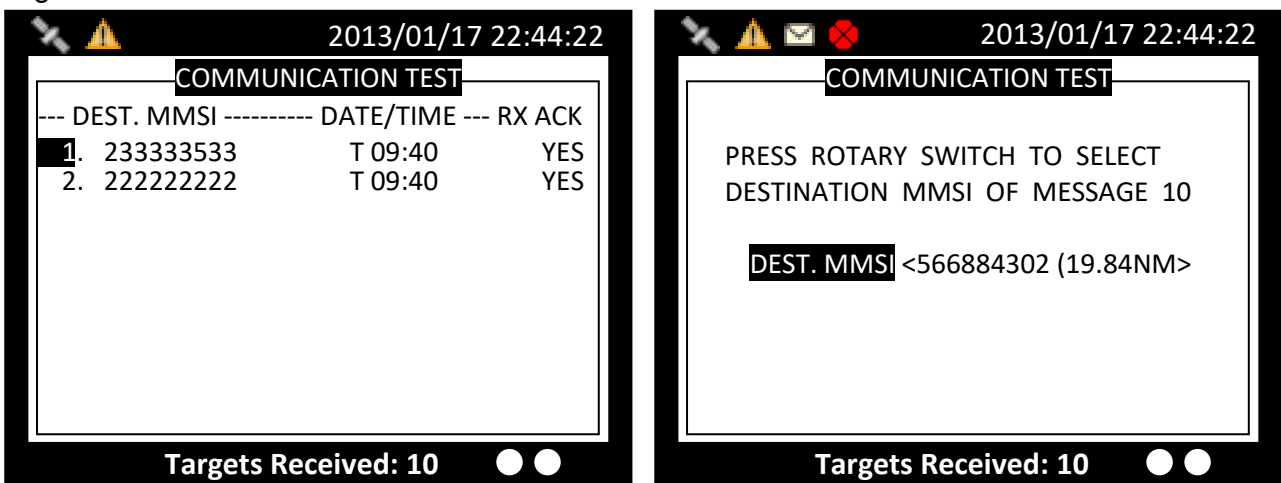 2013/01/17 22:44:22
COMMUNICATION TEST
--- DEST. MMSI ---------- DATE/TIME --- RX ACK
1. 233333533 T 09:40 YES
2. 222222222 T 09:40 YES
Targets Received: 10
2013/01/17 22:44:22
COMMUNICATION TEST
PRESS ROTARY SWITCH TO SELECT
DESTINATION MMSI OF MESSAGE 10
DEST. MMSI <566884302 (19.84NM>
Targets Received: 10